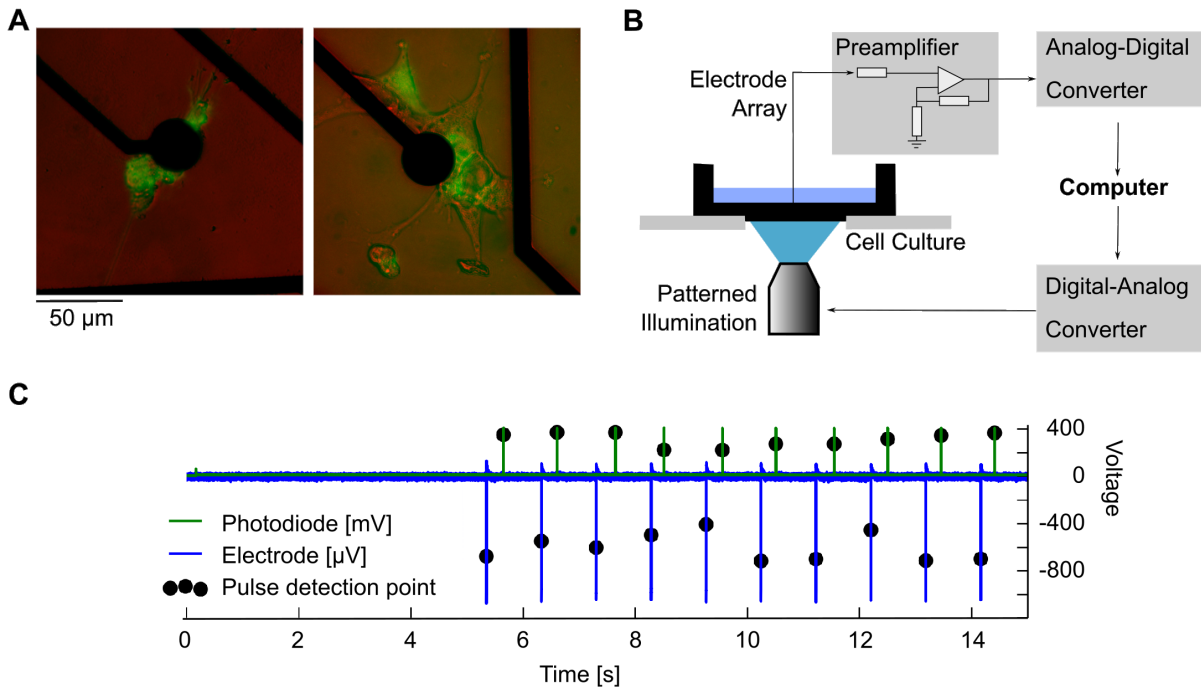 A
50 µm
B
Preamplifier
Electrode
Array
Analog-Digital
Converter
Computer
Cell Culture
Patterned
Illumination
Digital-Analog
Converter
C
Photodiode [mV]
Electrode [µV]
Pulse detection point
400
0
-400
-800
Voltage
0 2 4 6 8 10 12 14
Time [s]